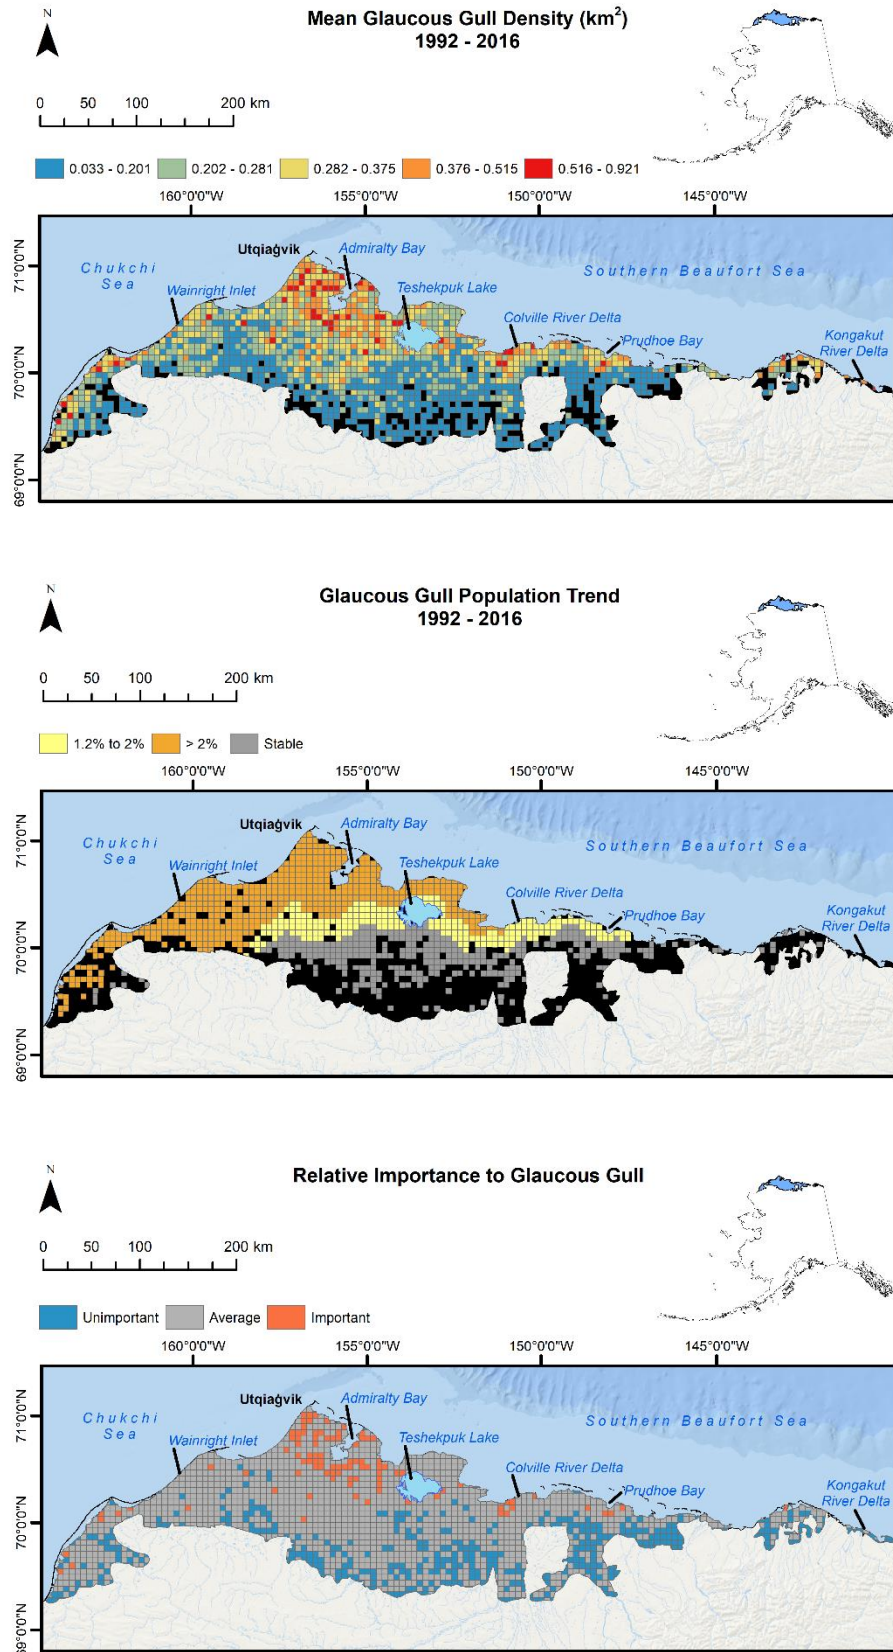 N
Mean Glaucous Gull Density (km²)
1992 - 2016
0 50 100 200 km
0.033 - 0.201 0.202 - 0.281 0.282 - 0.375 0.376 - 0.515 0.516 - 0.921
160°0'0"W 155°0'0"W 150°0'0"W 145°0'0"W
71°0'0"N
70°0'0"N
69°0'0"N
Chukchi
Sea
Wainright Inlet
Utqiaġvik
Admiralty Bay
Teshekpuk Lake
Southern Beaufort Sea
Colville River Delta
Prudhoe Bay
Kongakut
River Delta
N
Glaucous Gull Population Trend
1992 - 2016
0 50 100 200 km
1.2% to 2% > 2% Stable
160°0'0"W 155°0'0"W 150°0'0"W 145°0'0"W
71°0'0"N
70°0'0"N
69°0'0"N
Chukchi
Sea
Wainright Inlet
Utqiaġvik
Admiralty Bay
Teshekpuk Lake
Southern Beaufort Sea
Colville River Delta
Prudhoe Bay
Kongakut
River Delta
N
Relative Importance to Glaucous Gull
0 50 100 200 km
Unimportant Average Important
160°0'0"W 155°0'0"W 150°0'0"W 145°0'0"W
71°0'0"N
70°0'0"N
69°0'0"N
Chukchi
Sea
Wainright Inlet
Utqiaġvik
Admiralty Bay
Teshekpuk Lake
Southern Beaufort Sea
Colville River Delta
Prudhoe Bay
Kongakut
River Delta